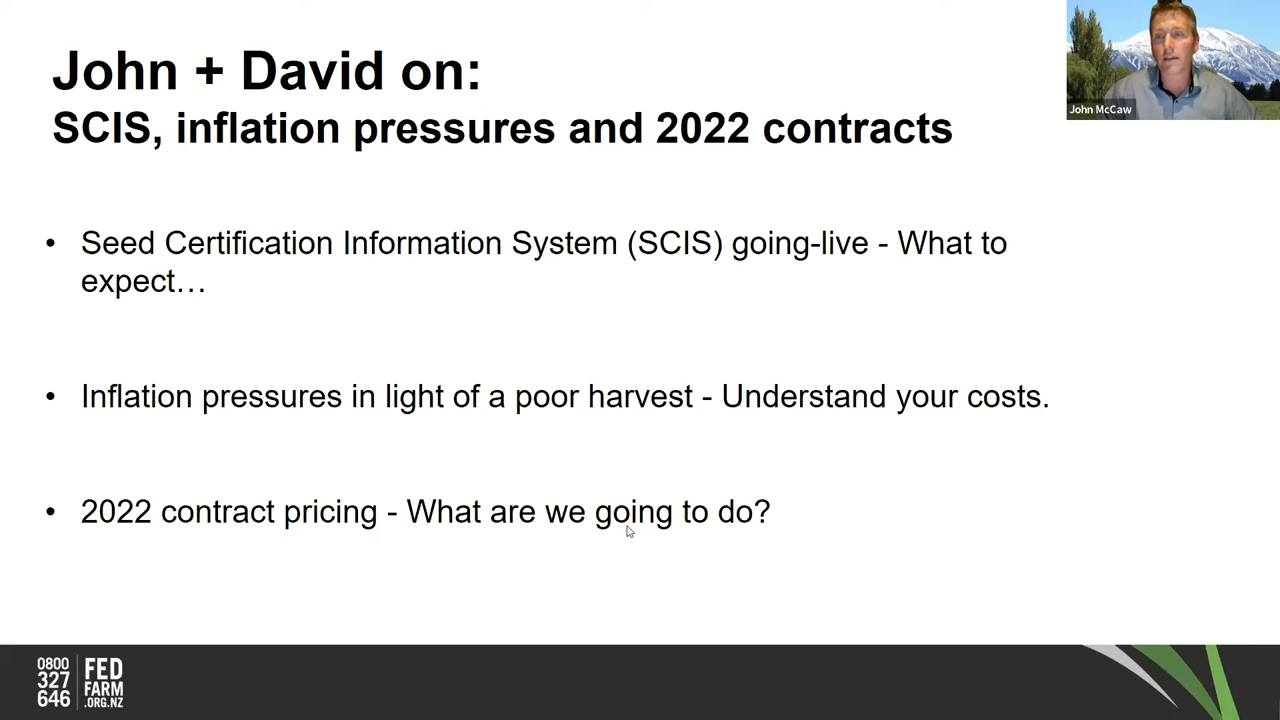 John + David on:
SCIS, inflation pressures and 2022 contracts
John McCaw
• Seed Certification Information System (SCIS) going-live - What to
expect…
• Inflation pressures in light of a poor harvest - Understand your costs.
• 2022 contract pricing - What are we going to do?
0800
327
646
FED
FARM
.ORG.NZ